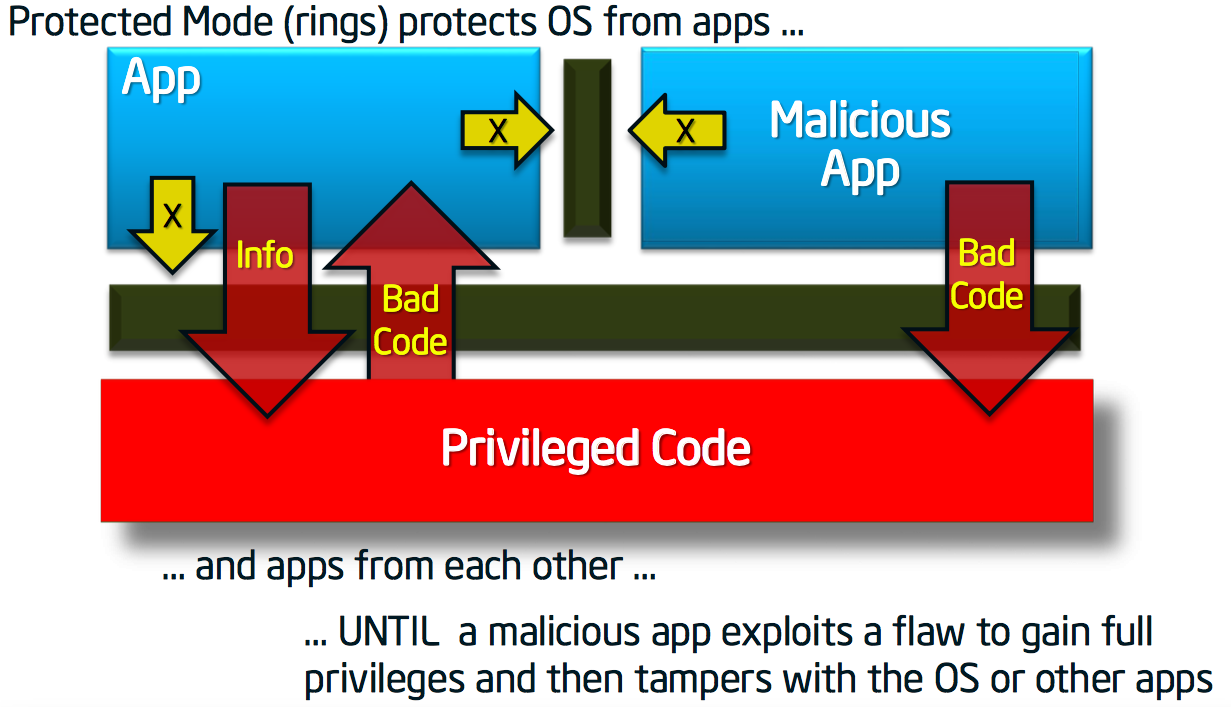 Protected Mode (rings) protects OS from apps ...
App
X
X
Malicious
App
X
Info
Bad
Code
Bad
Code
Privileged Code
... and apps from each other ...
... UNTIL a malicious app exploits a flaw to gain full
privileges and then tampers with the OS or other apps